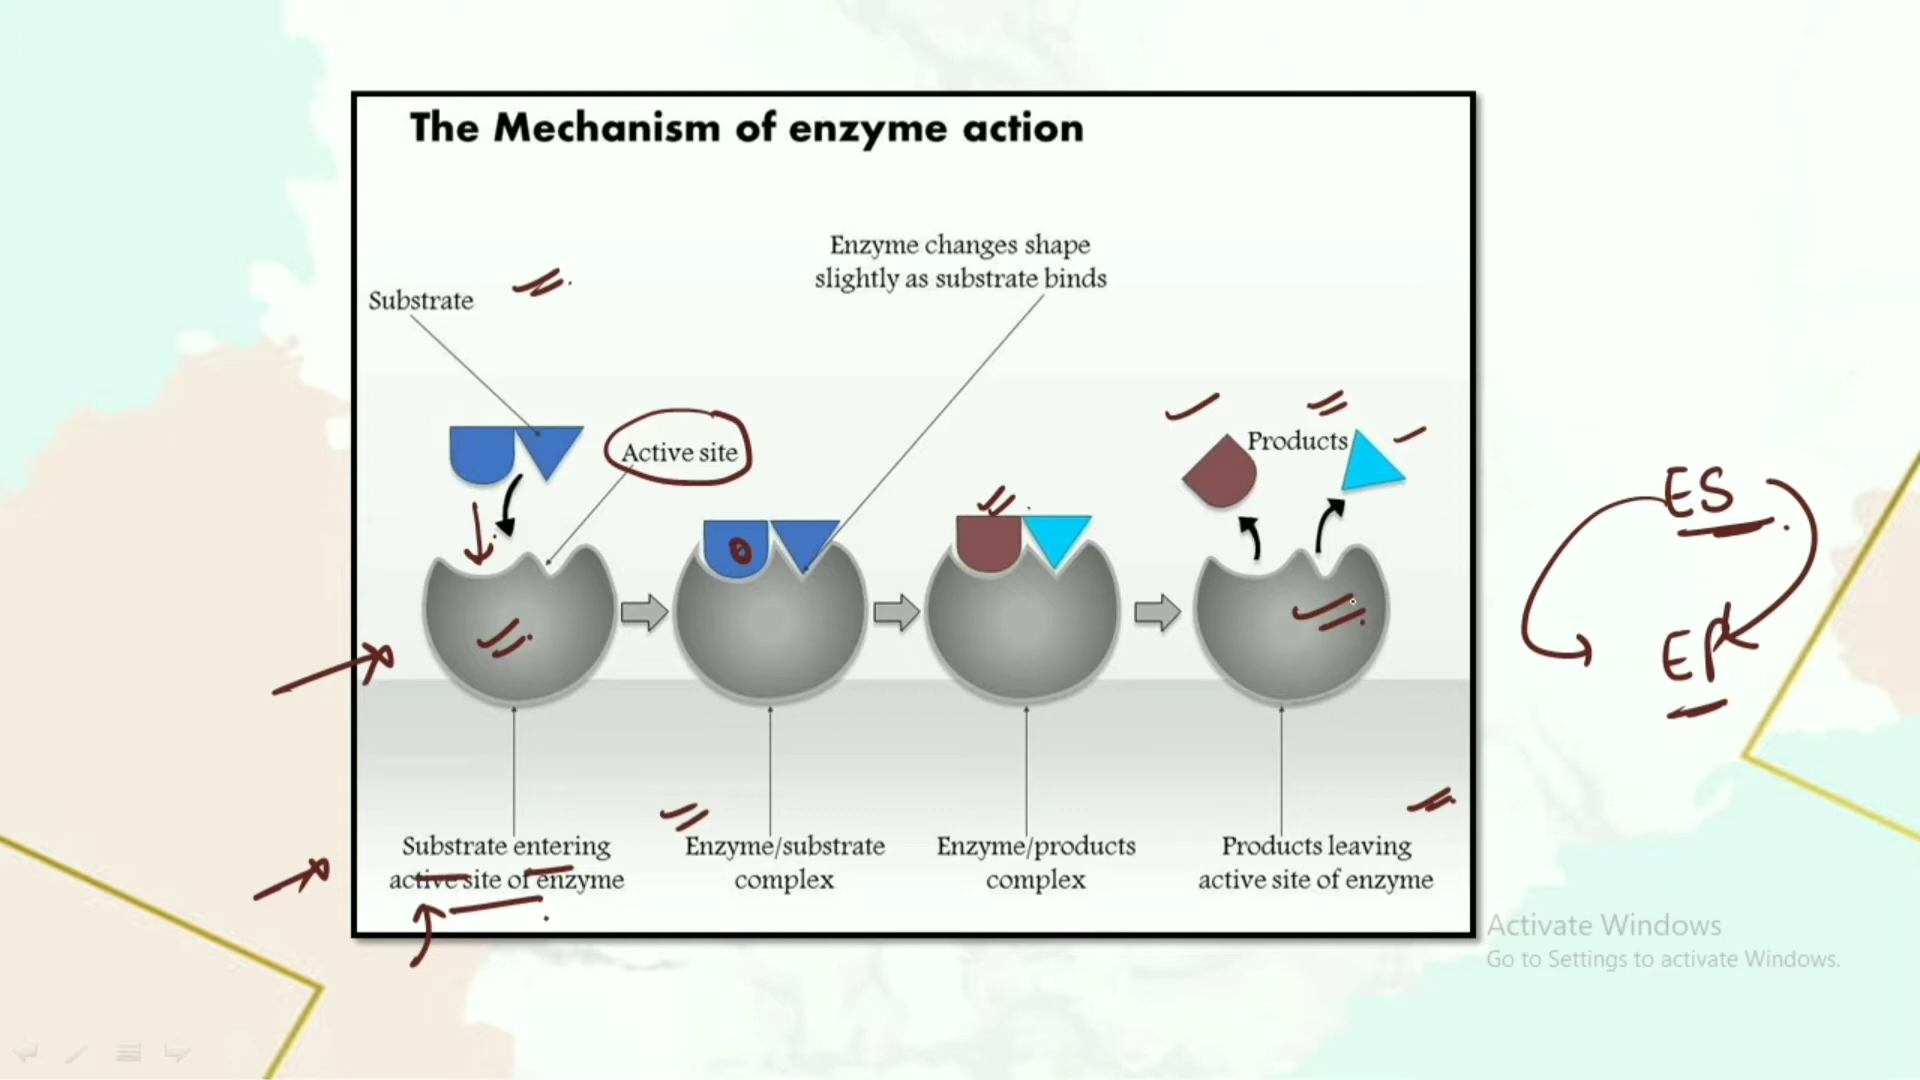 The Mechanism of enzyme action
Enzyme changes shape
slightly as substrate binds
Substrate
Active site
Products
ES
EP
Substrate entering
active site of enzyme
Enzyme/substrate
complex
Enzyme/products
complex
Products leaving
active site of enzyme
Activate Windows
Go to Settings to activate Windows.